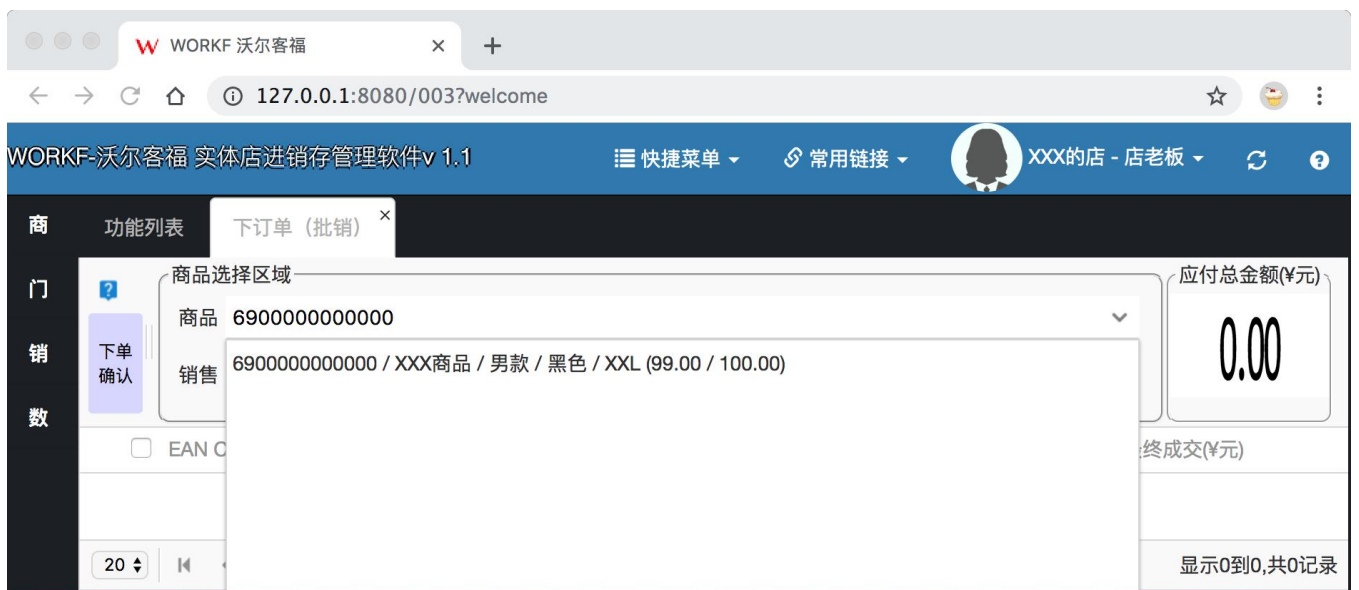 WORKF 沃尔客福
127.0.0.1:8080/003?welcome
WORKF-沃尔客福 实体店进销存管理软件v 1.1 快捷菜单 常用链接 XXX的店 - 店老板
商 功能列表 下订单（批销）
门
销
数
商品选择区域 应付总金额(¥元)
商品 6900000000000
下单
确认
销售
6900000000000 / XXX商品 / 男款 / 黑色 / XXL (99.00 / 100.00)
0.00
EAN 终成交(¥元)
20 显示0到0,共0记录